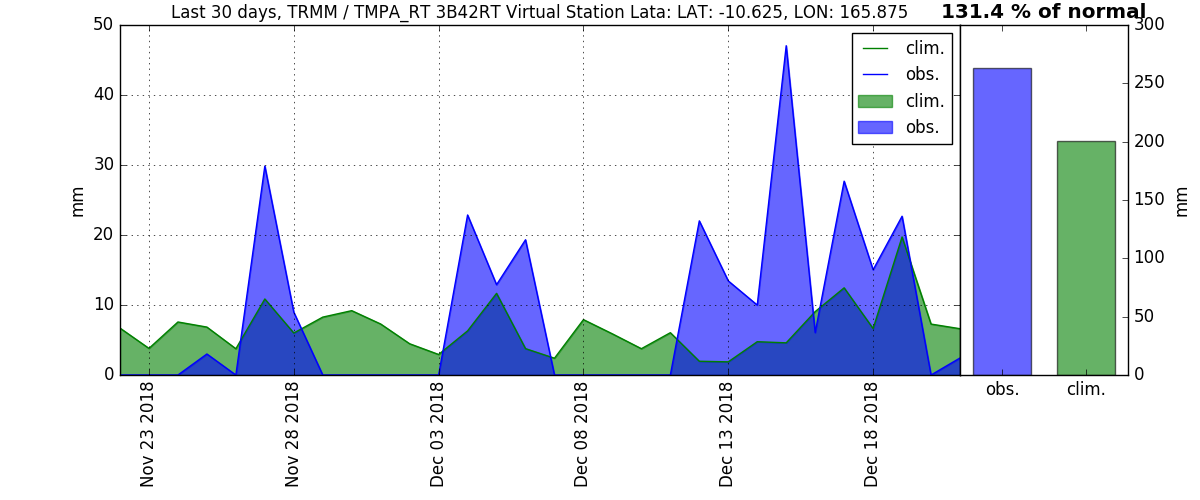 Last 30 days, TRMM / TMPA_RT 3B42RT Virtual Station Lata: LAT: -10.625, LON: 165.875
131.4 % of normal
50
40
30
20
10
0
mm
clim.
obs.
clim.
obs.
300
250
200
150
100
50
0
mm
Nov 23 2018
Nov 28 2018
Dec 03 2018
Dec 08 2018
Dec 13 2018
Dec 18 2018
obs.
clim.